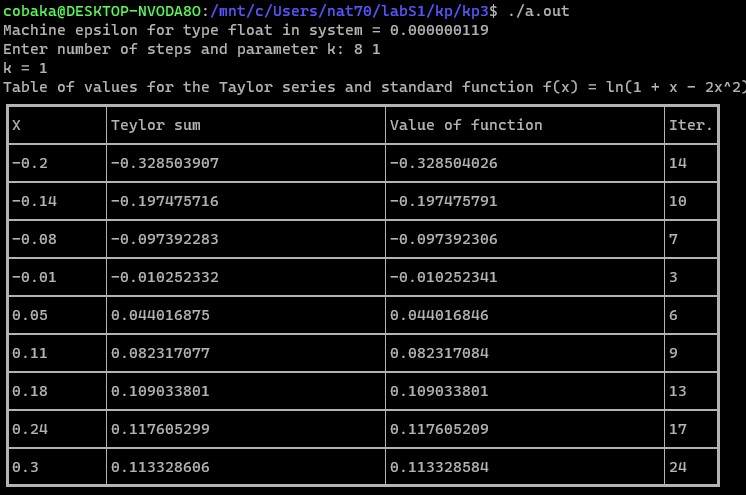 cobaka@DESKTOP-NVODA8O:/mnt/c/Users/nat70/labS1/kp/kp3$ ./a.out
Machine epsilon for type float in system = 0.000000119
Enter number of steps and parameter k: 8 1
k = 1
Table of values for the Taylor series and standard function f(x) = ln(1 + x - 2x^2)
X Teylor sum Value of function Iter.
-0.2 -0.328503907 -0.328504026 14
-0.14 -0.197475716 -0.197475791 10
-0.08 -0.097392283 -0.097392306 7
-0.01 -0.010252332 -0.010252341 3
0.05 0.044016875 0.044016846 6
0.11 0.082317077 0.082317084 9
0.18 0.109033801 0.109033801 13
0.24 0.117605299 0.117605209 17
0.3 0.113328606 0.113328584 24